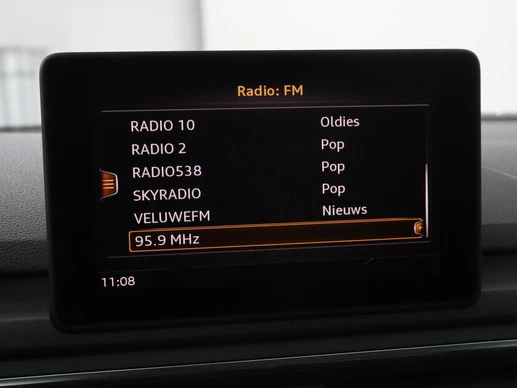 Radio: FM
RADIO 10 Oldies
RADIO 2 Pop
RADIO538 Pop
SKYRADIO Pop
VELUWEFM Nieuws
95.9 MHz
11:08